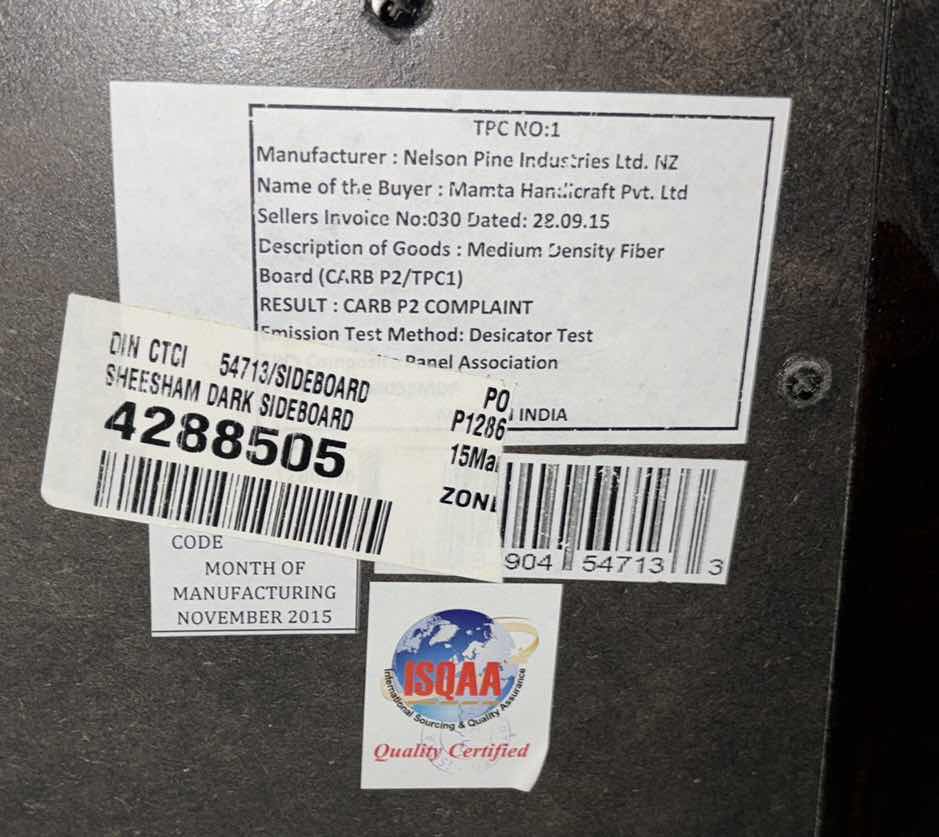 TPC NO:1
Manufacturer : Nelson Pine Industries Ltd. NZ
Name of the Buyer : Mamta Handicraft Pvt. Ltd
Sellers Invoice No:030 Dated: 28.09.15
Description of Goods : Medium Density Fiber
Board (CARB P2/TPC1)
RESULT : CARB P2 COMPLAINT
Emission Test Method: Desicator Test
Panel Association
INDIA
DIN CTCI 54713/SIDEBOARD PO
SHEESHAM DARK SIDEBOARD P1286
4288505 15Ma
ZON
904 54713 3
CODE
MONTH OF
MANUFACTURING
NOVEMBER 2015
ISQAA
International Sourcing & Quality Assurance
Quality Certified